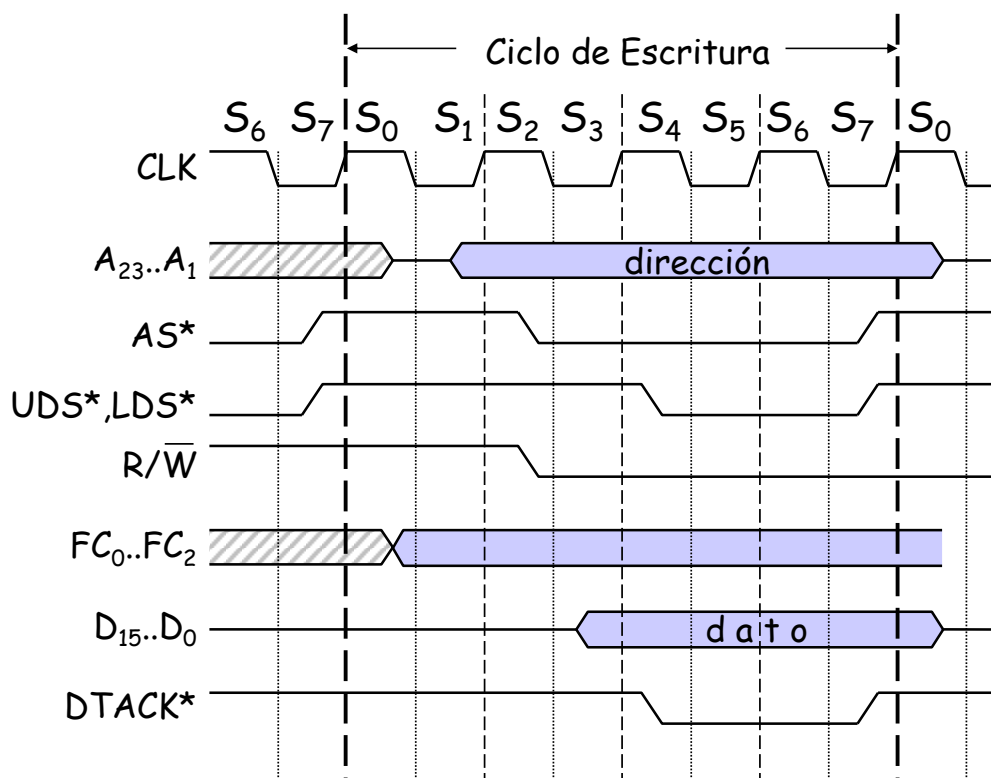 Ciclo de Escritura
S₆ S₇ S₀ S₁ S₂ S₃ S₄ S₅ S₆ S₇ S₀
CLK
A₂₃..A₁
dirección
AS*
UDS*,LDS*
R/W̅
FC₀..FC₂
D₁₅..D₀
dato
DTACK*